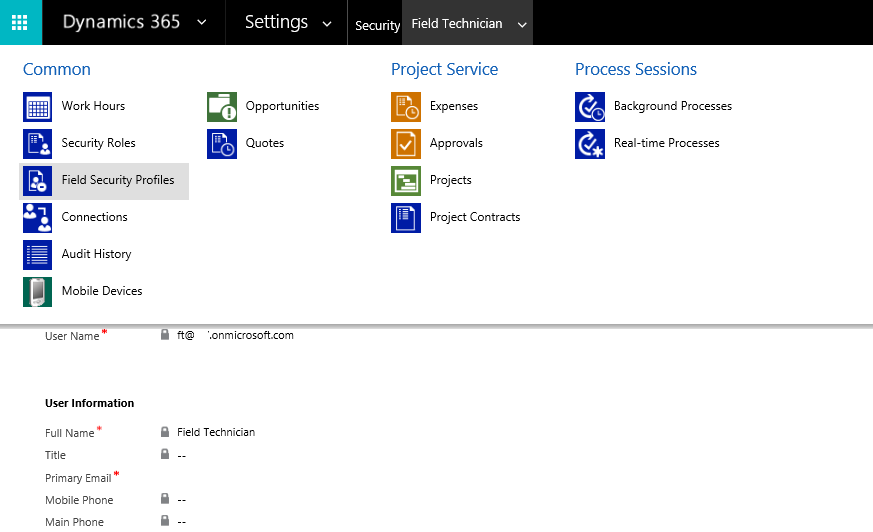 Dynamics 365 Settings Security Field Technician
Common
Work Hours
Security Roles
Field Security Profiles
Connections
Audit History
Mobile Devices
Opportunities
Quotes
Project Service
Expenses
Approvals
Projects
Project Contracts
Process Sessions
Background Processes
Real-time Processes
User Name* ft@ '.onmicrosoft.com
User Information
Full Name* Field Technician
Title --
Primary Email*
Mobile Phone --
Main Phone --